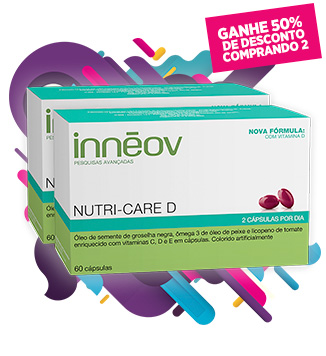 GANHE 50%
DE DESCONTO
COMPRANDO 2
innēov
PESQUISAS AVANÇADAS
NOVA FÓRMULA:
COM VITAMINA D
NUTRI-CARE D
2 CÁPSULAS POR DIA
Óleo de semente de groselha negra, ômega 3 de óleo de peixe e licopeno de tomate
enriquecido com vitaminas C, D e E em cápsulas. Colorido artificialmente
60 cápsulas